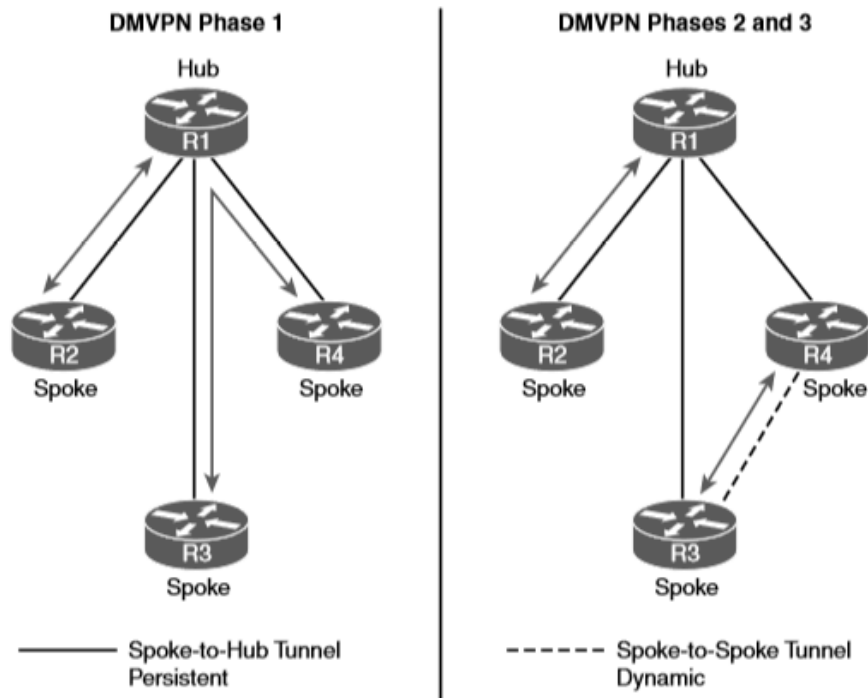 DMVPN Phase 1
Hub
R1
R2
Spoke
R4
Spoke
R3
Spoke
Spoke-to-Hub Tunnel
Persistent
DMVPN Phases 2 and 3
Hub
R1
R2
Spoke
R4
Spoke
R3
Spoke
Spoke-to-Spoke Tunnel
Dynamic